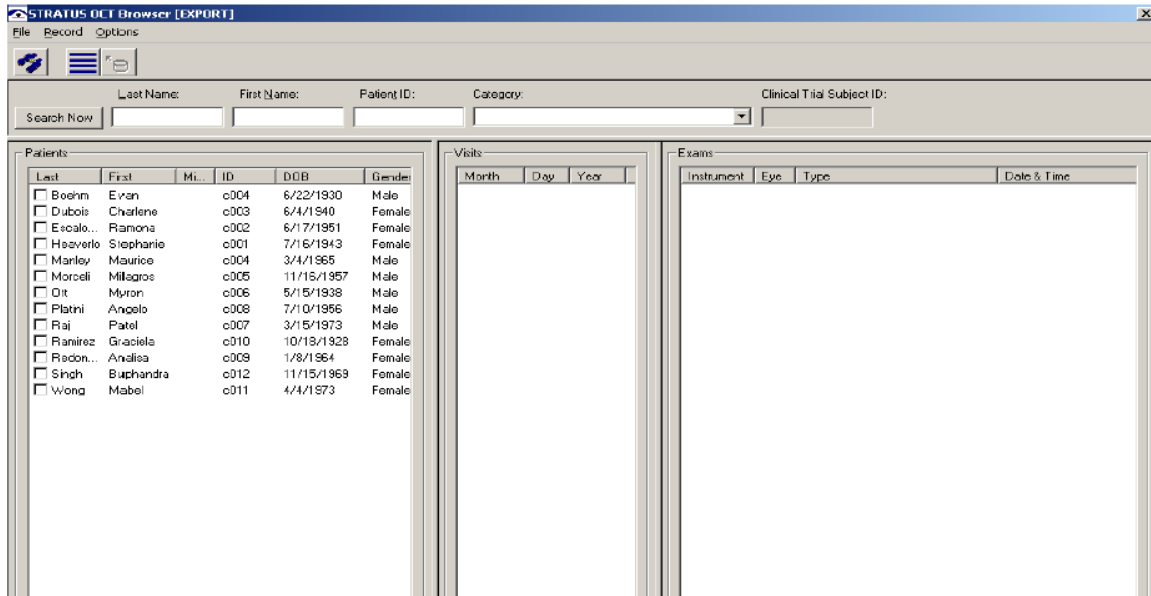 STRATUS OCT Browser [EXPORT]
File Record Options
Last Name: First Name: Patient ID: Category: Clinical Trial Subject ID:
Search Now
Patients
Last First Mi... ID DOB Gender
Boehm Evan c004 6/22/1930 Male
Dubois Charlene c003 6/4/1940 Female
Escalo... Ramona c002 6/17/1951 Female
Heaverlo Stephanie c001 7/16/1943 Female
Manley Maurice c004 3/4/1965 Male
Morceli Milagros c005 11/16/1957 Male
Ott Myron c006 5/15/1938 Male
Platini Angelo c008 7/10/1956 Male
Raj Patel c007 3/15/1973 Male
Ramirez Graciela c010 10/18/1928 Female
Redon... Analisa c009 1/8/1964 Female
Singh Buphandra c012 11/15/1969 Female
Wong Mabel c011 4/4/1973 Female
Visits
Month Day Year
Exams
Instrument Eye Type Date & Time